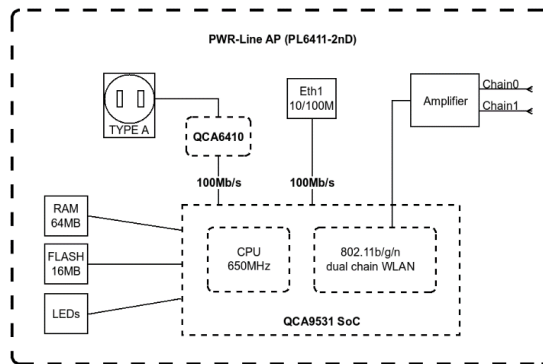 PWR-Line AP (PL6411-2nD)
TYPE A
QCA6410
Eth1
10/100M
Amplifier
Chain0
Chain1
100Mb/s
100Mb/s
RAM
64MB
FLASH
16MB
LEDs
CPU
650MHz
802.11b/g/n
dual chain WLAN
QCA9531 SoC